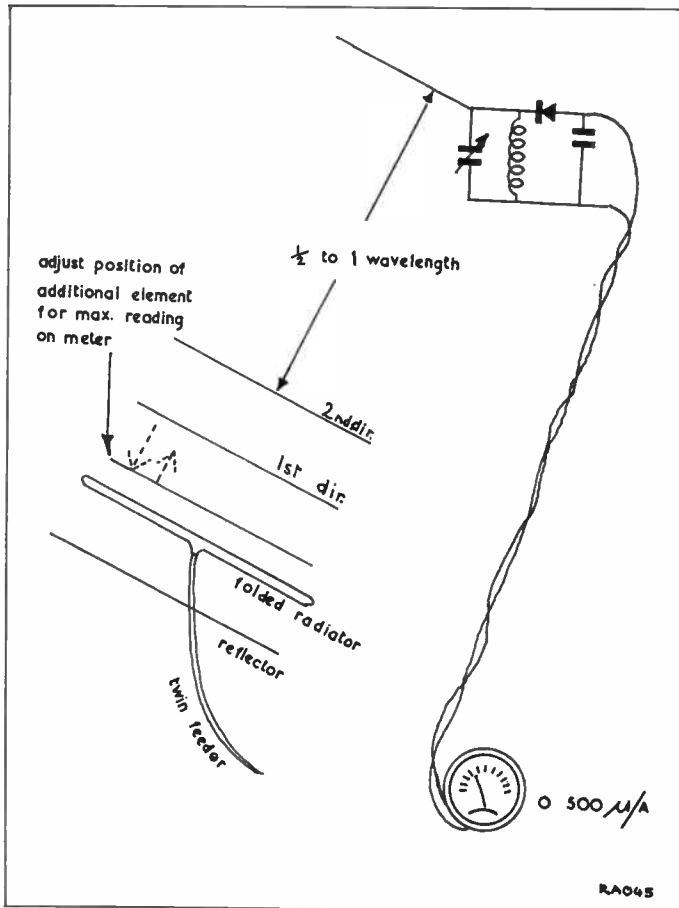 ½ to 1 wavelength
adjust position of
additional element
for max. reading
on meter
2nd dir.
1st dir.
folded radiator
reflector
twin feeder
0 500 μ/A
RA045